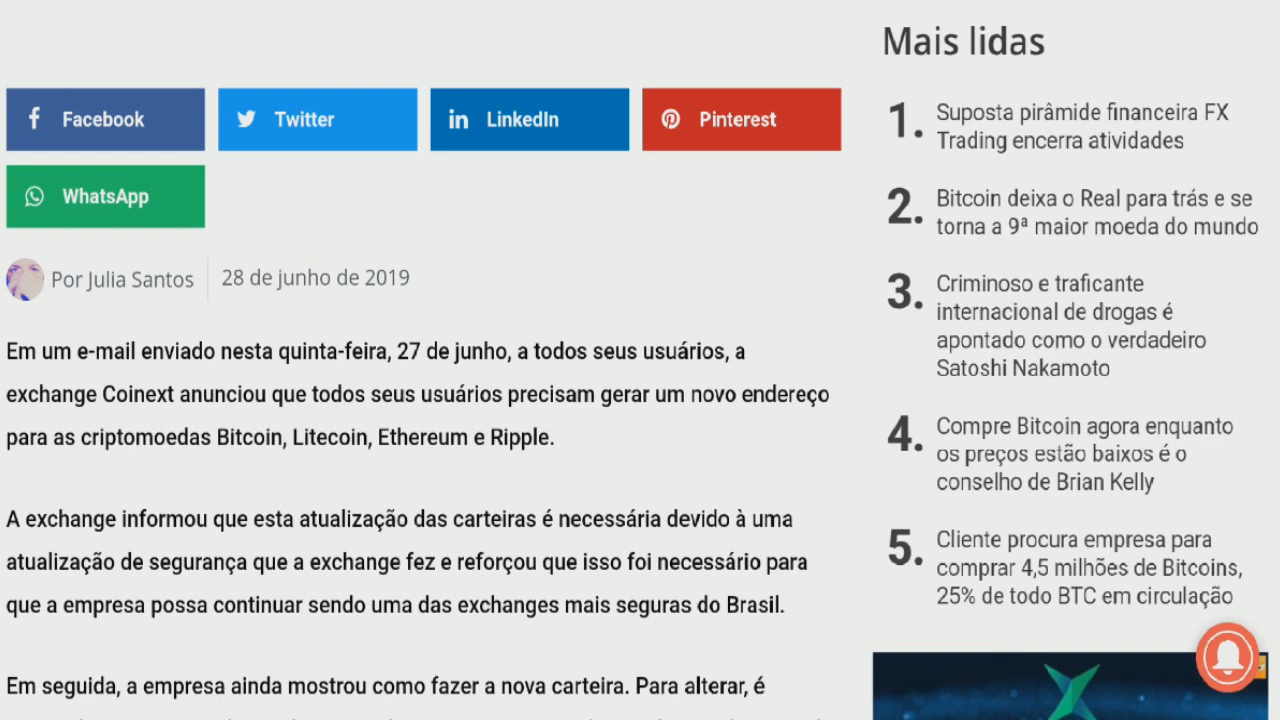 Facebook
Twitter
LinkedIn
Pinterest
WhatsApp
Por Julia Santos
28 de junho de 2019
Em um e-mail enviado nesta quinta-feira, 27 de junho, a todos seus usuários, a
exchange Coinext anunciou que todos seus usuários precisam gerar um novo endereço
para as criptomoedas Bitcoin, Litecoin, Ethereum e Ripple.
A exchange informou que esta atualização das carteiras é necessária devido à uma
atualização de segurança que a exchange fez e reforçou que isso foi necessário para
que a empresa possa continuar sendo uma das exchanges mais seguras do Brasil.
Em seguida, a empresa ainda mostrou como fazer a nova carteira. Para alterar, é
Mais lidas
1. Suposta pirâmide financeira FX
Trading encerra atividades
2. Bitcoin deixa o Real para trás e se
torna a 9ª maior moeda do mundo
3. Criminoso e traficante
internacional de drogas é
apontado como o verdadeiro
Satoshi Nakamoto
4. Compre Bitcoin agora enquanto
os preços estão baixos é o
conselho de Brian Kelly
5. Cliente procura empresa para
comprar 4,5 milhões de Bitcoins,
25% de todo BTC em circulação